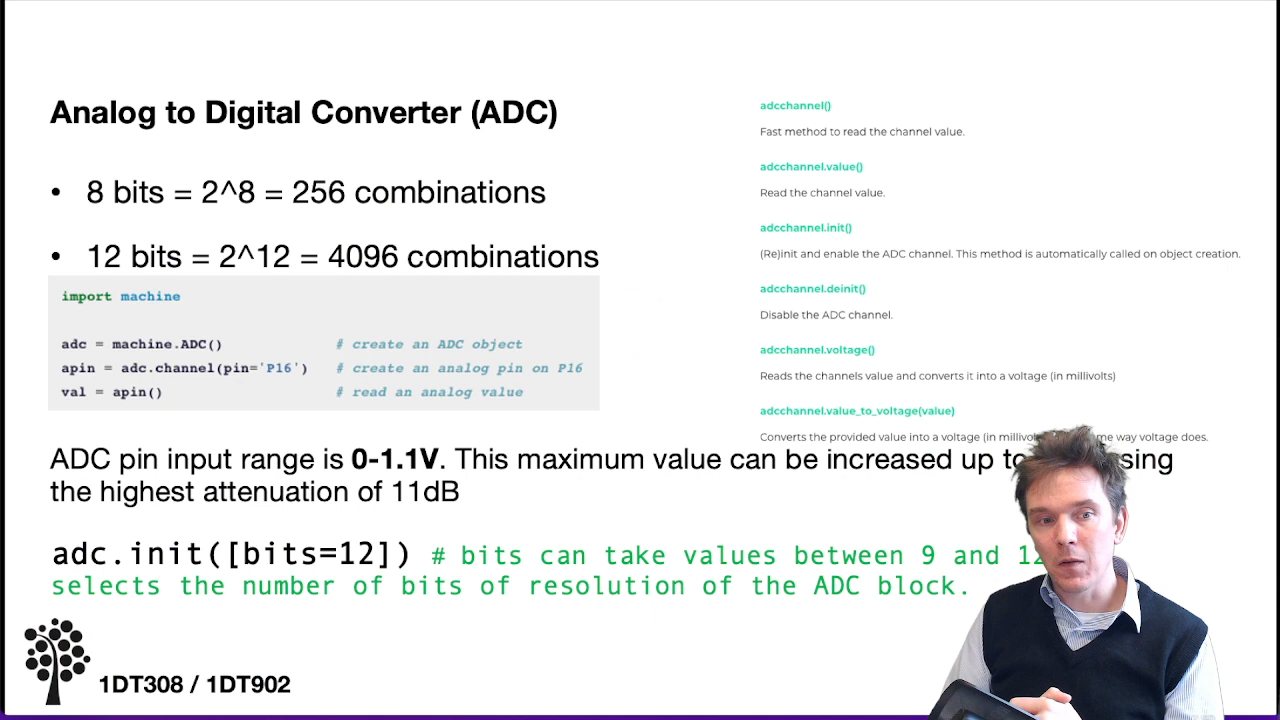 Analog to Digital Converter (ADC)
• 8 bits = 2^8 = 256 combinations
• 12 bits = 2^12 = 4096 combinations
import machine
adc = machine.ADC() # create an ADC object
apin = adc.channel(pin='P16') # create an analog pin on P16
val = apin() # read an analog value
adcchannel()
Fast method to read the channel value.
adcchannel.value()
Read the channel value.
adcchannel.init()
(Re)init and enable the ADC channel. This method is automatically called on object creation.
adcchannel.deinit()
Disable the ADC channel.
adcchannel.voltage()
Reads the channels value and converts it into a voltage (in millivolts)
adcchannel.value_to_voltage(value)
Converts the provided value into a voltage (in way voltage does.
ADC pin input range is 0-1.1V. This maximum value can be increased up to
the highest attenuation of 11dB
adc.init([bits=12]) # bits can take values between 9 and
selects the number of bits of resolution of the ADC block.
1DT308 / 1DT902